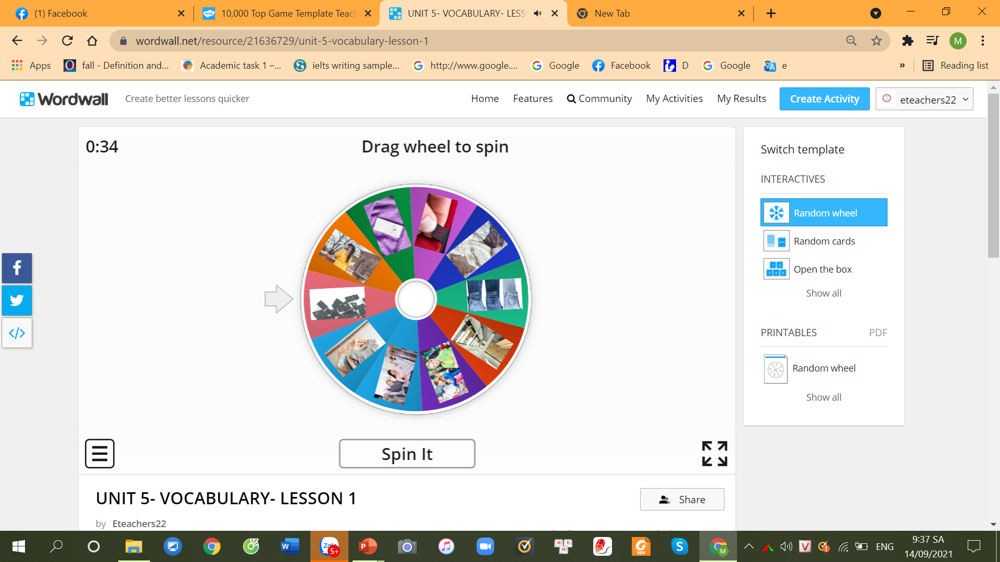 (1) Facebook
10,000 Top Game Template Teach
UNIT 5- VOCABULARY- LESS
New Tab
wordwall.net/resource/21636729/unit-5-vocabulary-lesson-1
M
Apps
fall - Definition and...
Academic task 1 –...
ielts writing sample...
http://www.google....
Google
Facebook
D
Google
e
»
Reading list
Wordwall
Create better lessons quicker
Home
Features
Community
My Activities
My Results
Create Activity
eteachers22
0:34
Drag wheel to spin
Switch template
INTERACTIVES
Random wheel
Random cards
Open the box
Show all
PRINTABLES
PDF
Random wheel
Show all
Spin It
UNIT 5- VOCABULARY- LESSON 1
Share
by Eteachers22
Zalo
5+
ENG
9:37 SA
14/09/2021